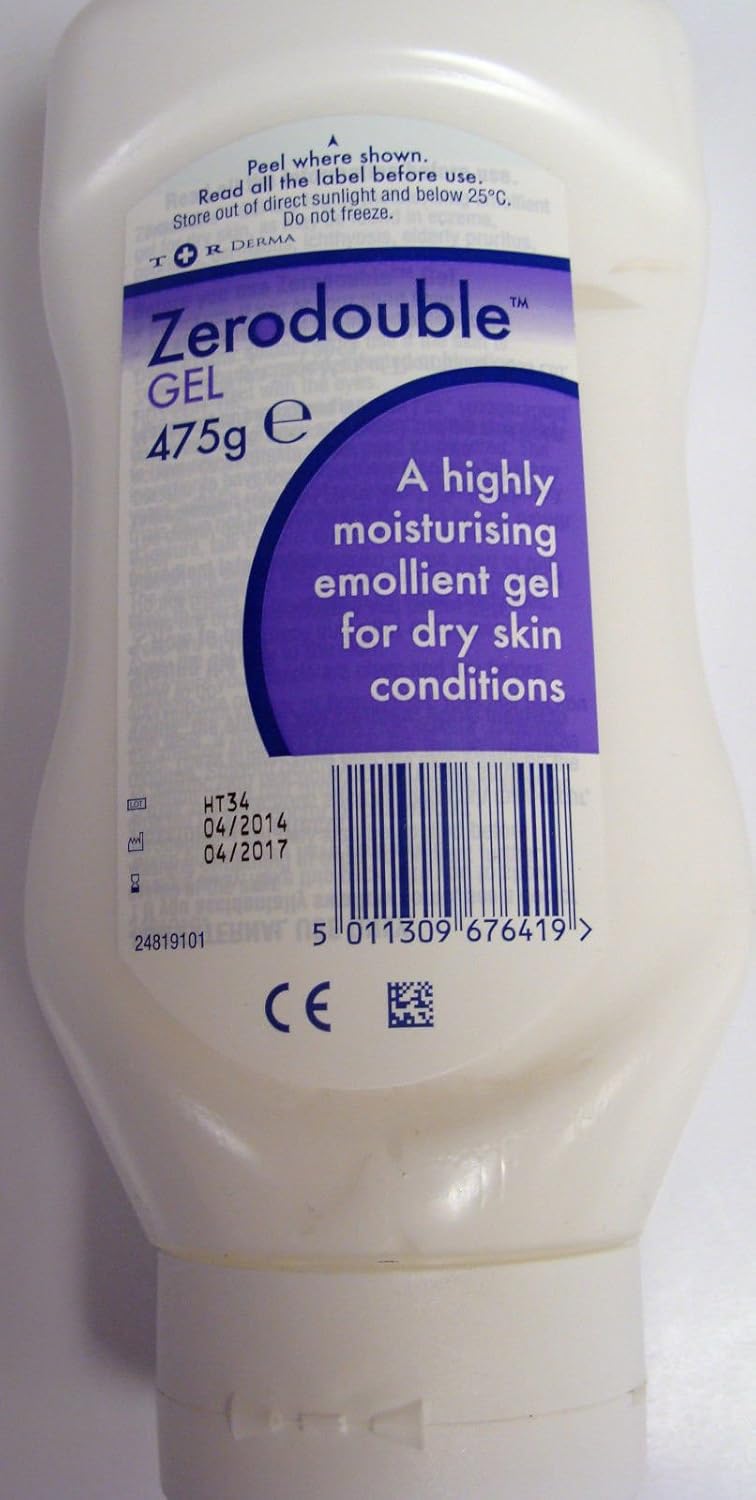 Peel where shown.
Read all the label before use.
Store out of direct sunlight and below 25°C.
Do not freeze.
T R DERMA
Zerodouble™
GEL
475g ℮
A highly
moisturising
emollient gel
for dry skin
conditions
LOT HT34
04/2014
04/2017
24819101
5 011309 676419 >
CE